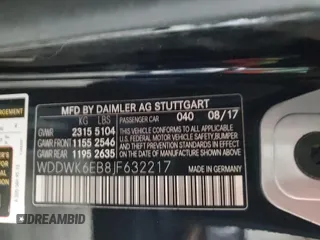 MFD BY DAIMLER AG STUTTGART
KG LBS
GVWR 2315 5104
GAWR FRONT 1155 2546
GAWR REAR 1195 2635
PASSENGER CAR 040 08/17
THIS VEHICLE CONFORMS TO ALL APPLICABLE
U.S. FEDERAL MOTOR VEHICLE SAFETY, BUMPER,
AND THEFT PREVENTION STANDARDS IN EFFECT
ON THE DATE OF MANUFACTURE SHOWN ABOVE
WDDWK6EB8JF632217
MADE IN GERMANY
© DREAMBID